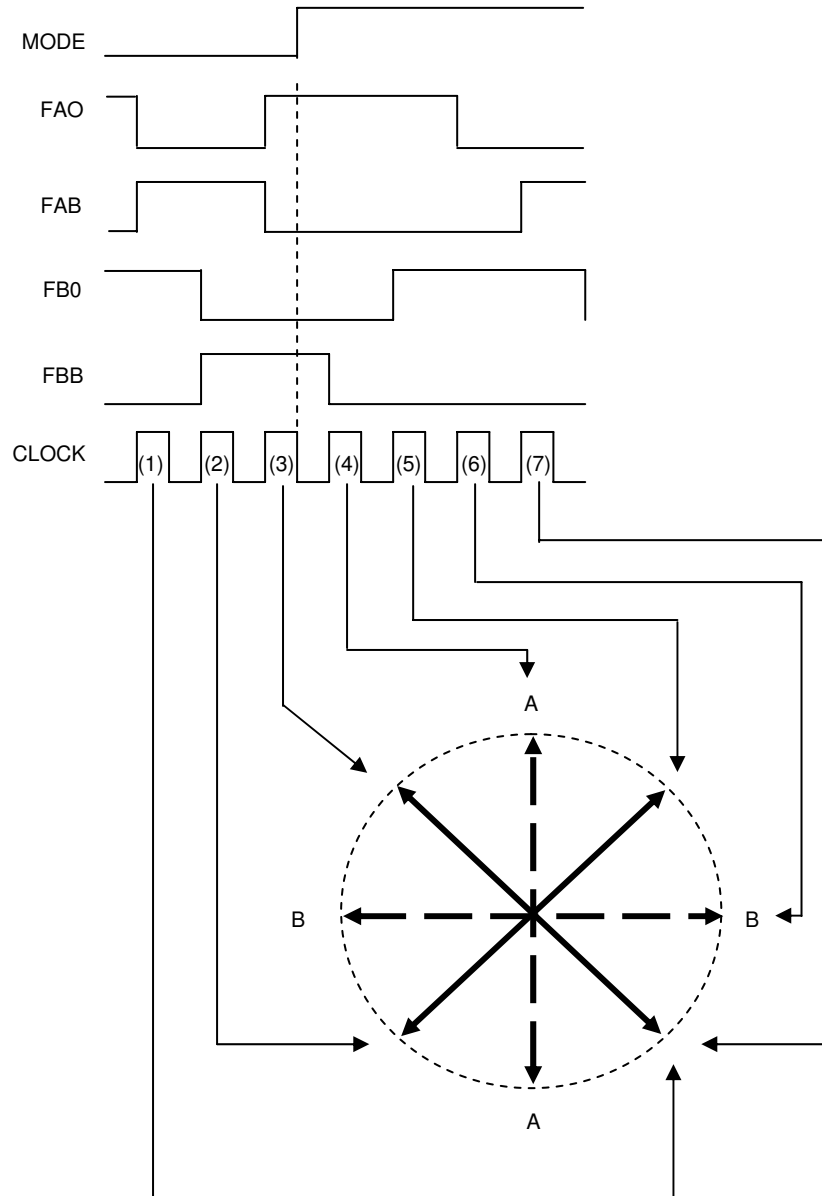 MODE
FAO
FAB
FB0
FBB
CLOCK
(1) (2) (3) (4) (5) (6) (7)
A
B B
A